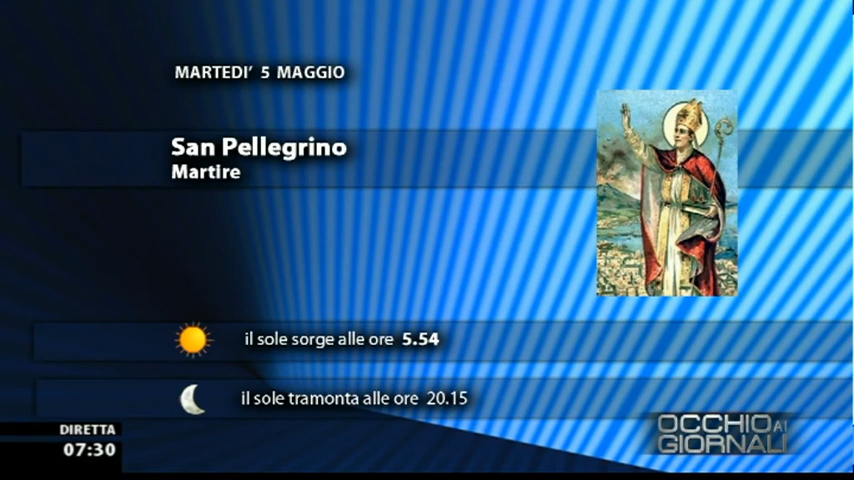 MARTEDI' 5 MAGGIO
San Pellegrino
Martire
il sole sorge alle ore 5.54
il sole tramonta alle ore 20.15
DIRETTA
07:30
OCCHIO AI
GIORNALI